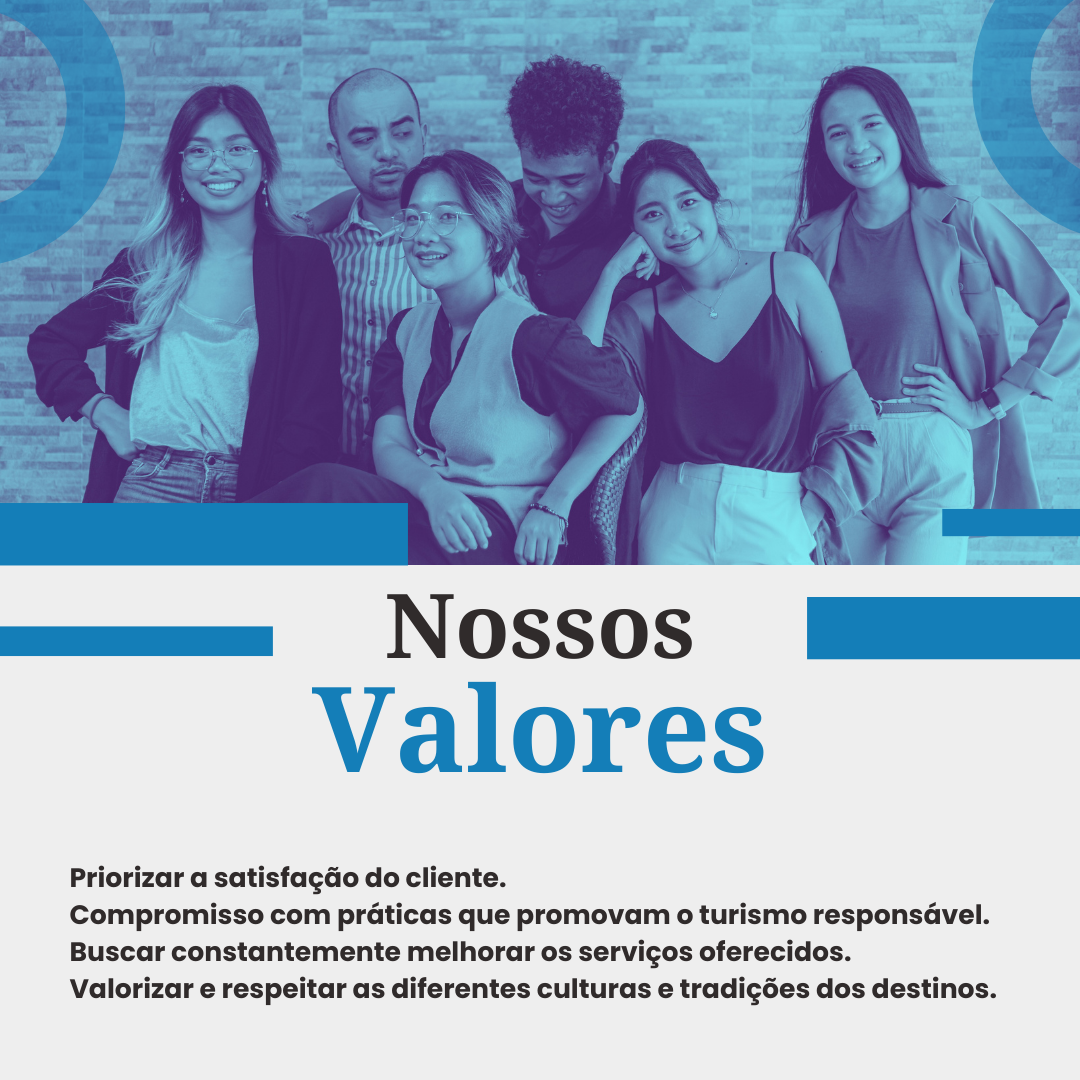 Nossos
Valores
Priorizar a satisfação do cliente.
Compromisso com práticas que promovam o turismo responsável.
Buscar constantemente melhorar os serviços oferecidos.
Valorizar e respeitar as diferentes culturas e tradições dos destinos.